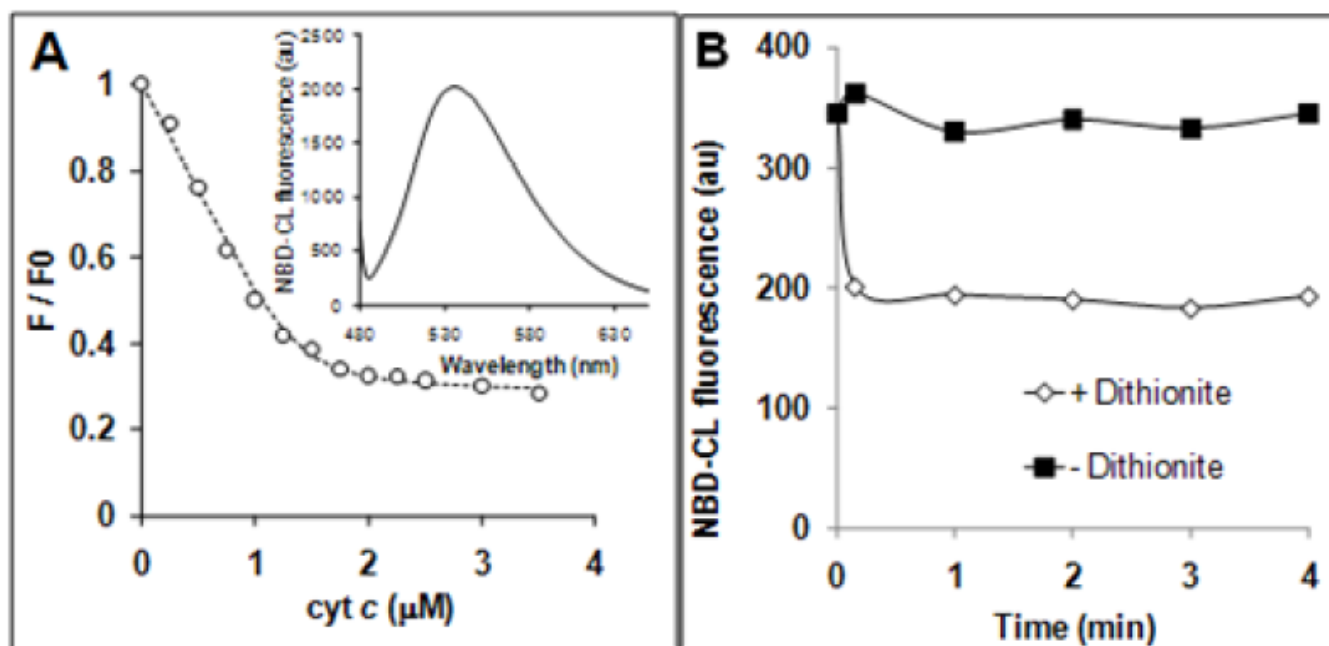 A
1
0.8
0.6
0.4
0.2
0
F / F0
0 1 2 3 4
cyt c (µM)
2500
2000
1500
1000
500
0
NBD-CL fluorescence (au)
480 530 580 630
Wavelength (nm)
B
400
300
200
100
0
NBD-CL fluorescence (au)
+ Dithionite
- Dithionite
0 1 2 3 4
Time (min)